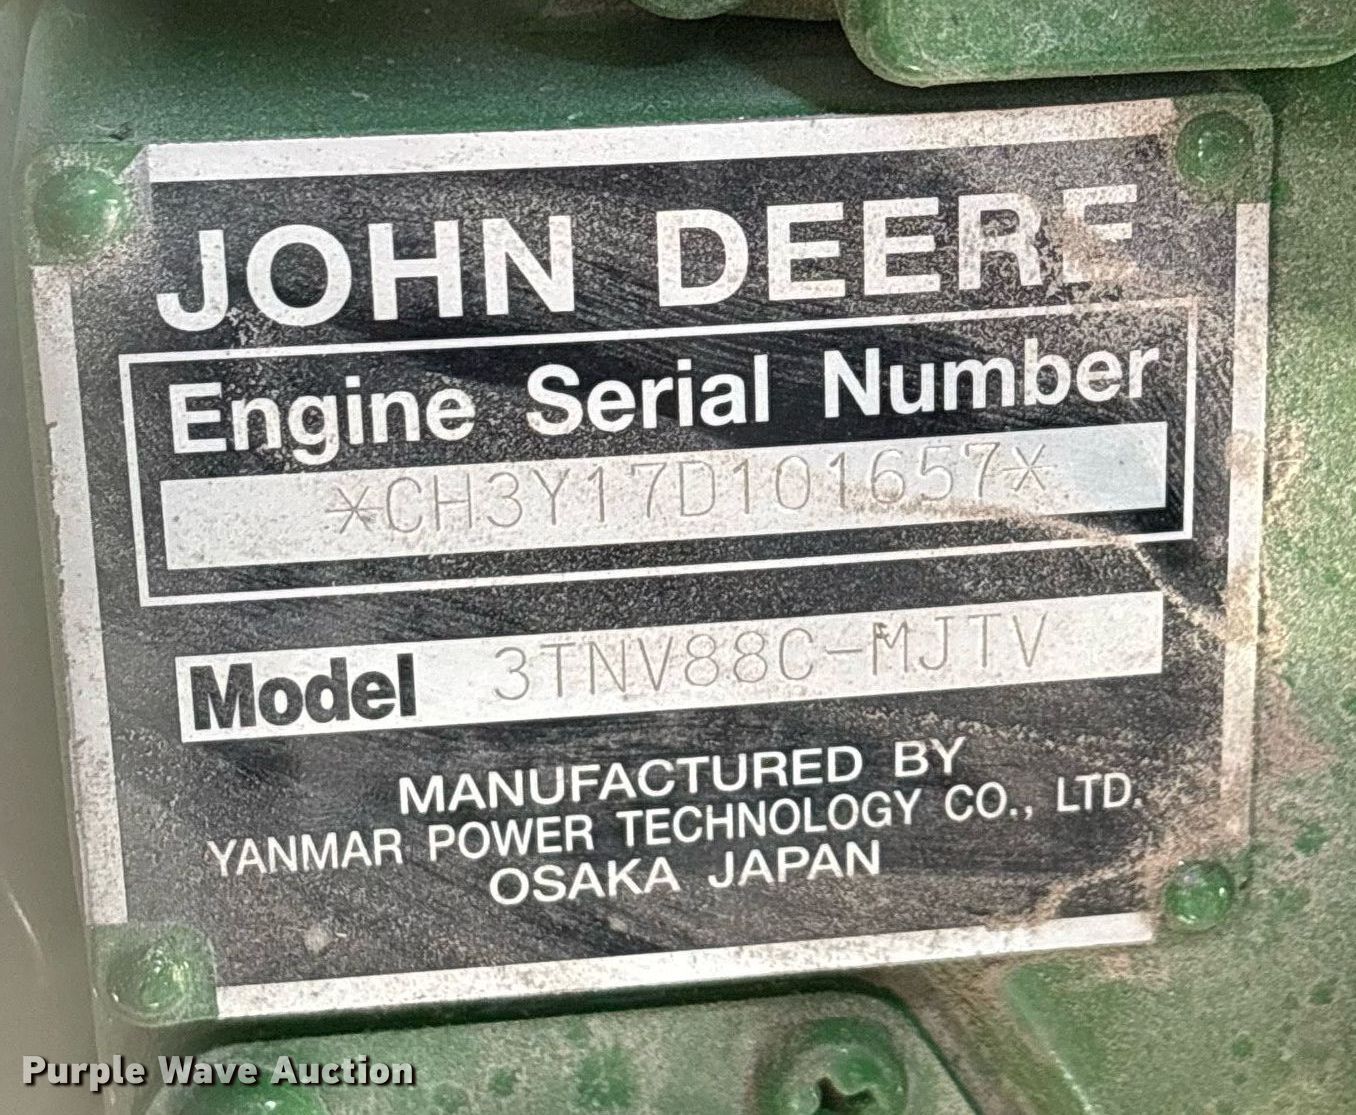 JOHN DEERE
Engine Serial Number
*CH3Y17D101657*
Model 3TNV88C-MJTV
MANUFACTURED BY
YANMAR POWER TECHNOLOGY CO., LTD.
OSAKA JAPAN
Purple Wave Auction